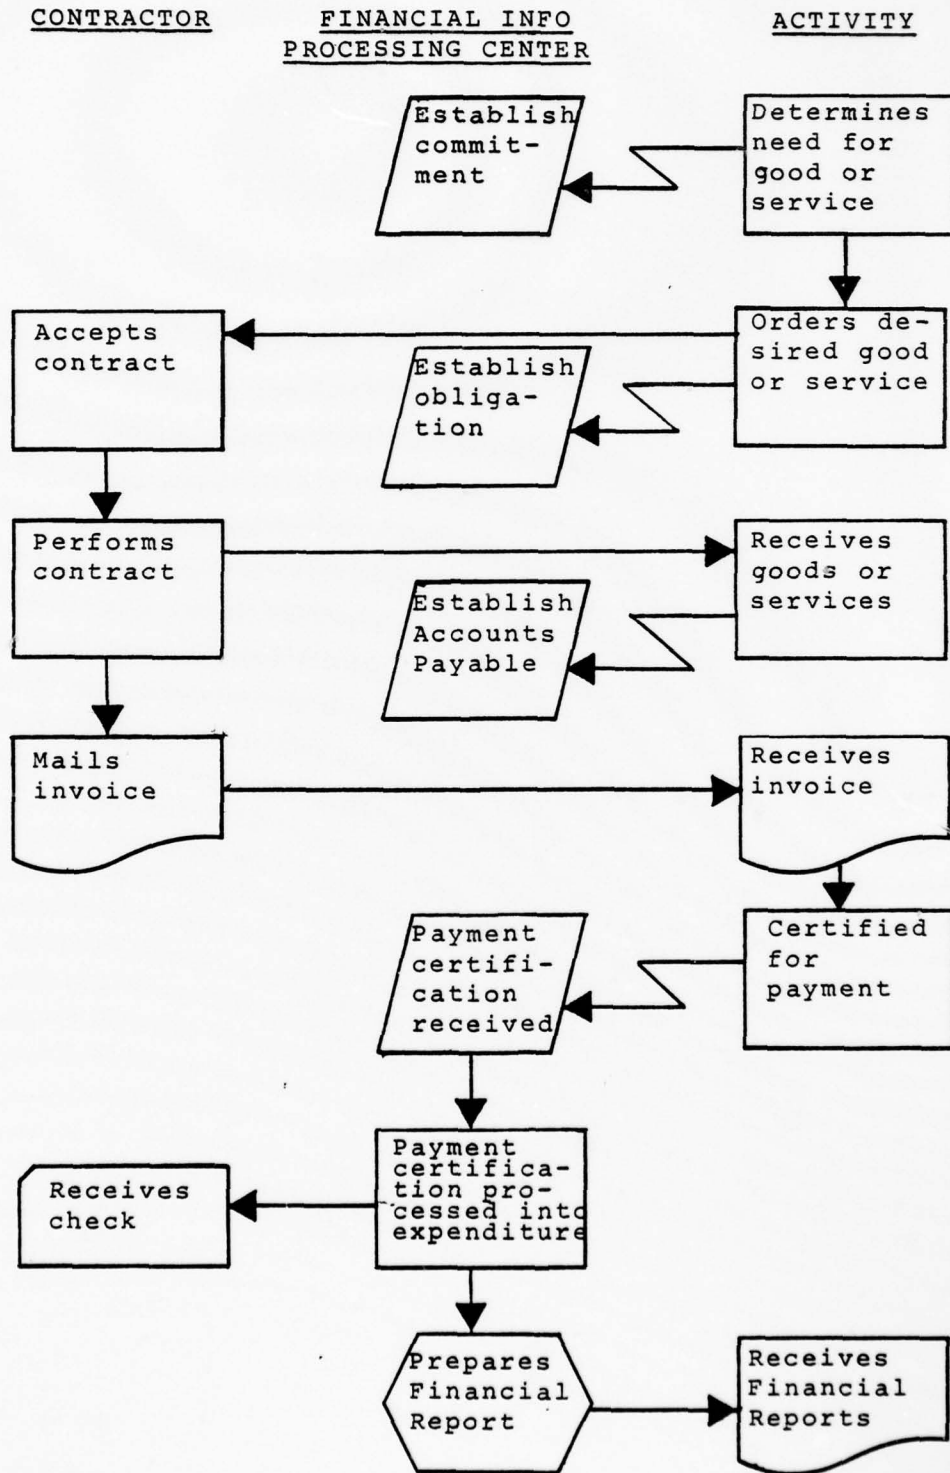 CONTRACTOR
FINANCIAL INFO
PROCESSING CENTER
ACTIVITY
Establish
commit-
ment
Determines
need for
good or
service
Accepts
contract
Establish
obliga-
tion
Orders de-
sired good
or service
Performs
contract
Establish
Accounts
Payable
Receives
goods or
services
Mails
invoice
Receives
invoice
Payment
certifi-
cation
received
Certified
for
payment
Receives
check
Payment
certifica-
tion pro-
cessed into
expenditure
Prepares
Financial
Report
Receives
Financial
Reports